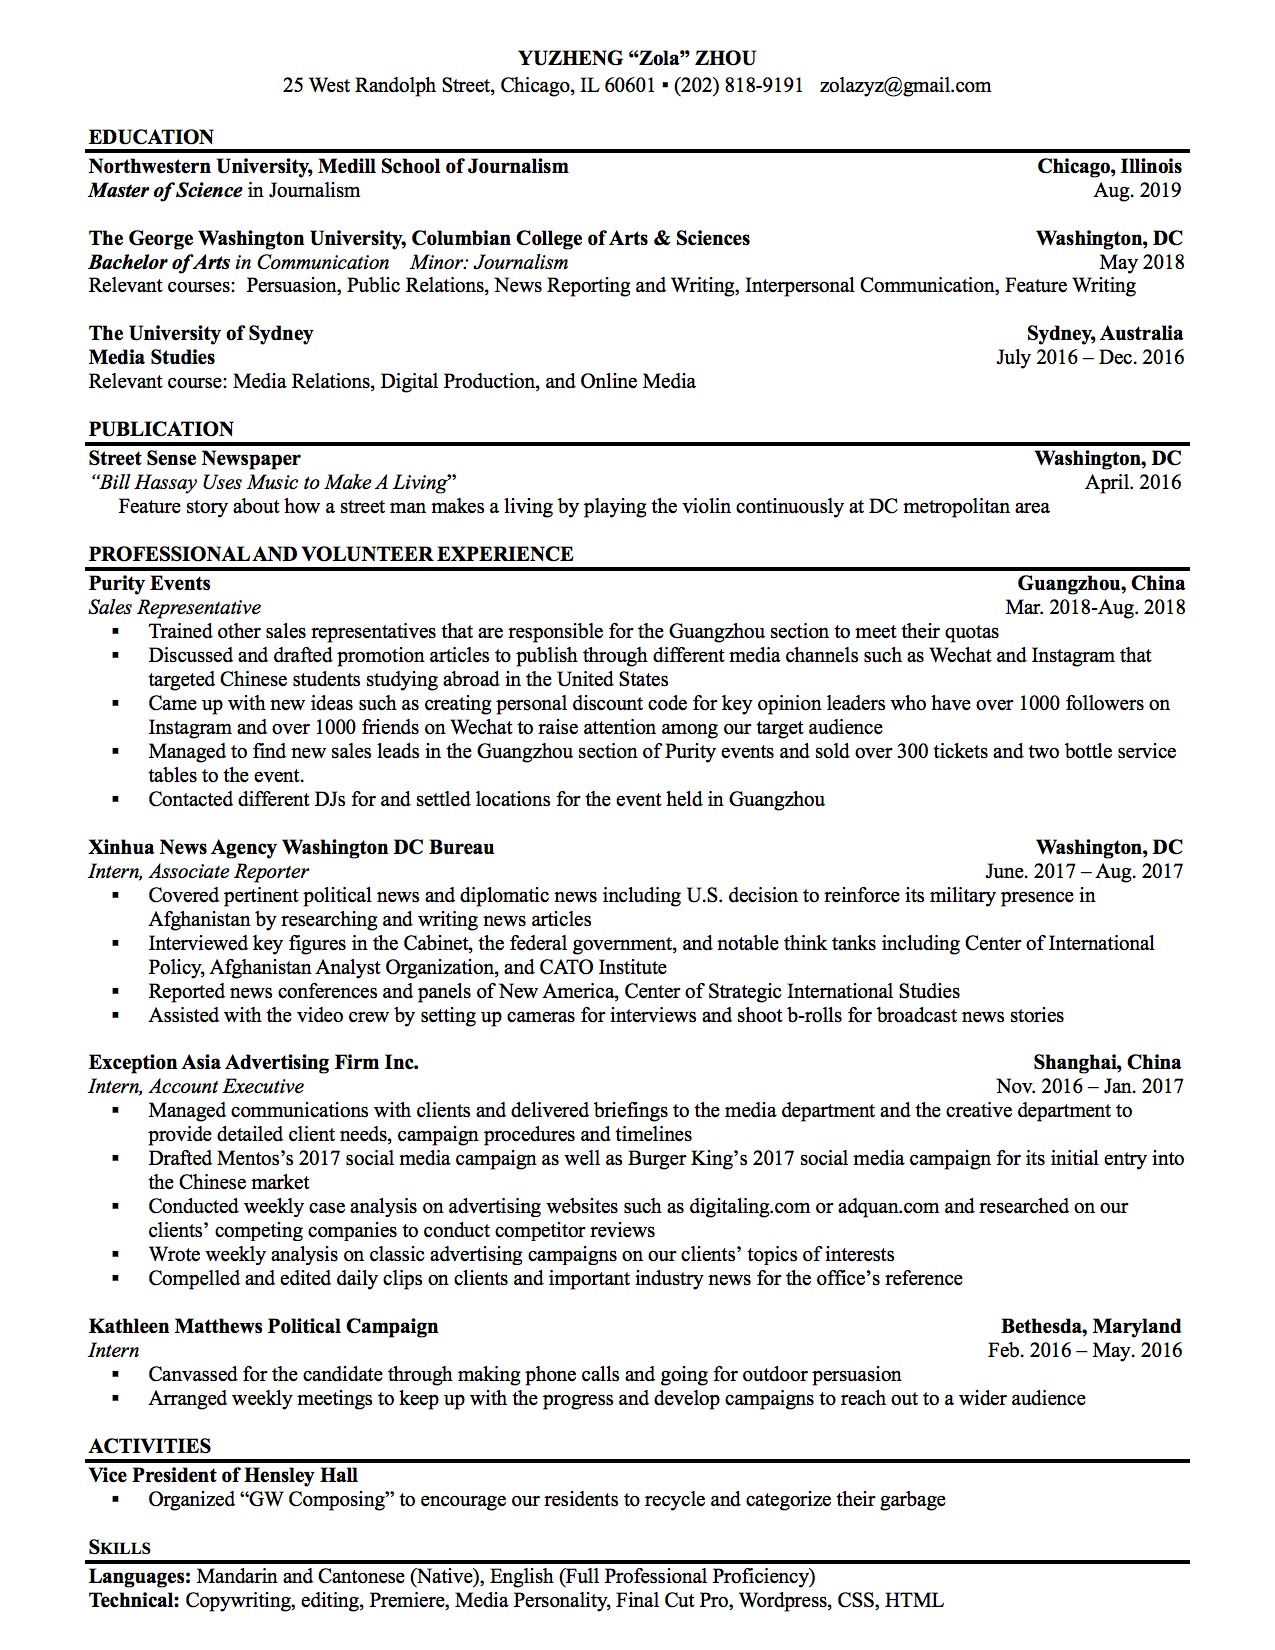 YUZHENG “Zola” ZHOU
25 West Randolph Street, Chicago, IL 60601 ▪ (202) 818-9191 zolazyz@gmail.com
EDUCATION
Northwestern University, Medill School of Journalism Chicago, Illinois
Master of Science in Journalism Aug. 2019
The George Washington University, Columbian College of Arts & Sciences Washington, DC
Bachelor of Arts in Communication Minor: Journalism May 2018
Relevant courses: Persuasion, Public Relations, News Reporting and Writing, Interpersonal Communication, Feature Writing
The University of Sydney Sydney, Australia
Media Studies July 2016 – Dec. 2016
Relevant course: Media Relations, Digital Production, and Online Media
PUBLICATION
Street Sense Newspaper Washington, DC
“Bill Hassay Uses Music to Make A Living” April. 2016
Feature story about how a street man makes a living by playing the violin continuously at DC metropolitan area
PROFESSIONAL AND VOLUNTEER EXPERIENCE
Purity Events Guangzhou, China
Sales Representative Mar. 2018-Aug. 2018
▪ Trained other sales representatives that are responsible for the Guangzhou section to meet their quotas
▪ Discussed and drafted promotion articles to publish through different media channels such as Wechat and Instagram that
targeted Chinese students studying abroad in the United States
▪ Came up with new ideas such as creating personal discount code for key opinion leaders who have over 1000 followers on
Instagram and over 1000 friends on Wechat to raise attention among our target audience
▪ Managed to find new sales leads in the Guangzhou section of Purity events and sold over 300 tickets and two bottle service
tables to the event.
▪ Contacted different DJs for and settled locations for the event held in Guangzhou
Xinhua News Agency Washington DC Bureau Washington, DC
Intern, Associate Reporter June. 2017 – Aug. 2017
▪ Covered pertinent political news and diplomatic news including U.S. decision to reinforce its military presence in
Afghanistan by researching and writing news articles
▪ Interviewed key figures in the Cabinet, the federal government, and notable think tanks including Center of International
Policy, Afghanistan Analyst Organization, and CATO Institute
▪ Reported news conferences and panels of New America, Center of Strategic International Studies
▪ Assisted with the video crew by setting up cameras for interviews and shoot b-rolls for broadcast news stories
Exception Asia Advertising Firm Inc. Shanghai, China
Intern, Account Executive Nov. 2016 – Jan. 2017
▪ Managed communications with clients and delivered briefings to the media department and the creative department to
provide detailed client needs, campaign procedures and timelines
▪ Drafted Mentos’s 2017 social media campaign as well as Burger King’s 2017 social media campaign for its initial entry into
the Chinese market
▪ Conducted weekly case analysis on advertising websites such as digitaling.com or adquan.com and researched on our
clients’ competing companies to conduct competitor reviews
▪ Wrote weekly analysis on classic advertising campaigns on our clients’ topics of interests
▪ Compelled and edited daily clips on clients and important industry news for the office’s reference
Kathleen Matthews Political Campaign Bethesda, Maryland
Intern Feb. 2016 – May. 2016
▪ Canvassed for the candidate through making phone calls and going for outdoor persuasion
▪ Arranged weekly meetings to keep up with the progress and develop campaigns to reach out to a wider audience
ACTIVITIES
Vice President of Hensley Hall
▪ Organized “GW Composing” to encourage our residents to recycle and categorize their garbage
SKILLS
Languages: Mandarin and Cantonese (Native), English (Full Professional Proficiency)
Technical: Copywriting, editing, Premiere, Media Personality, Final Cut Pro, Wordpress, CSS, HTML